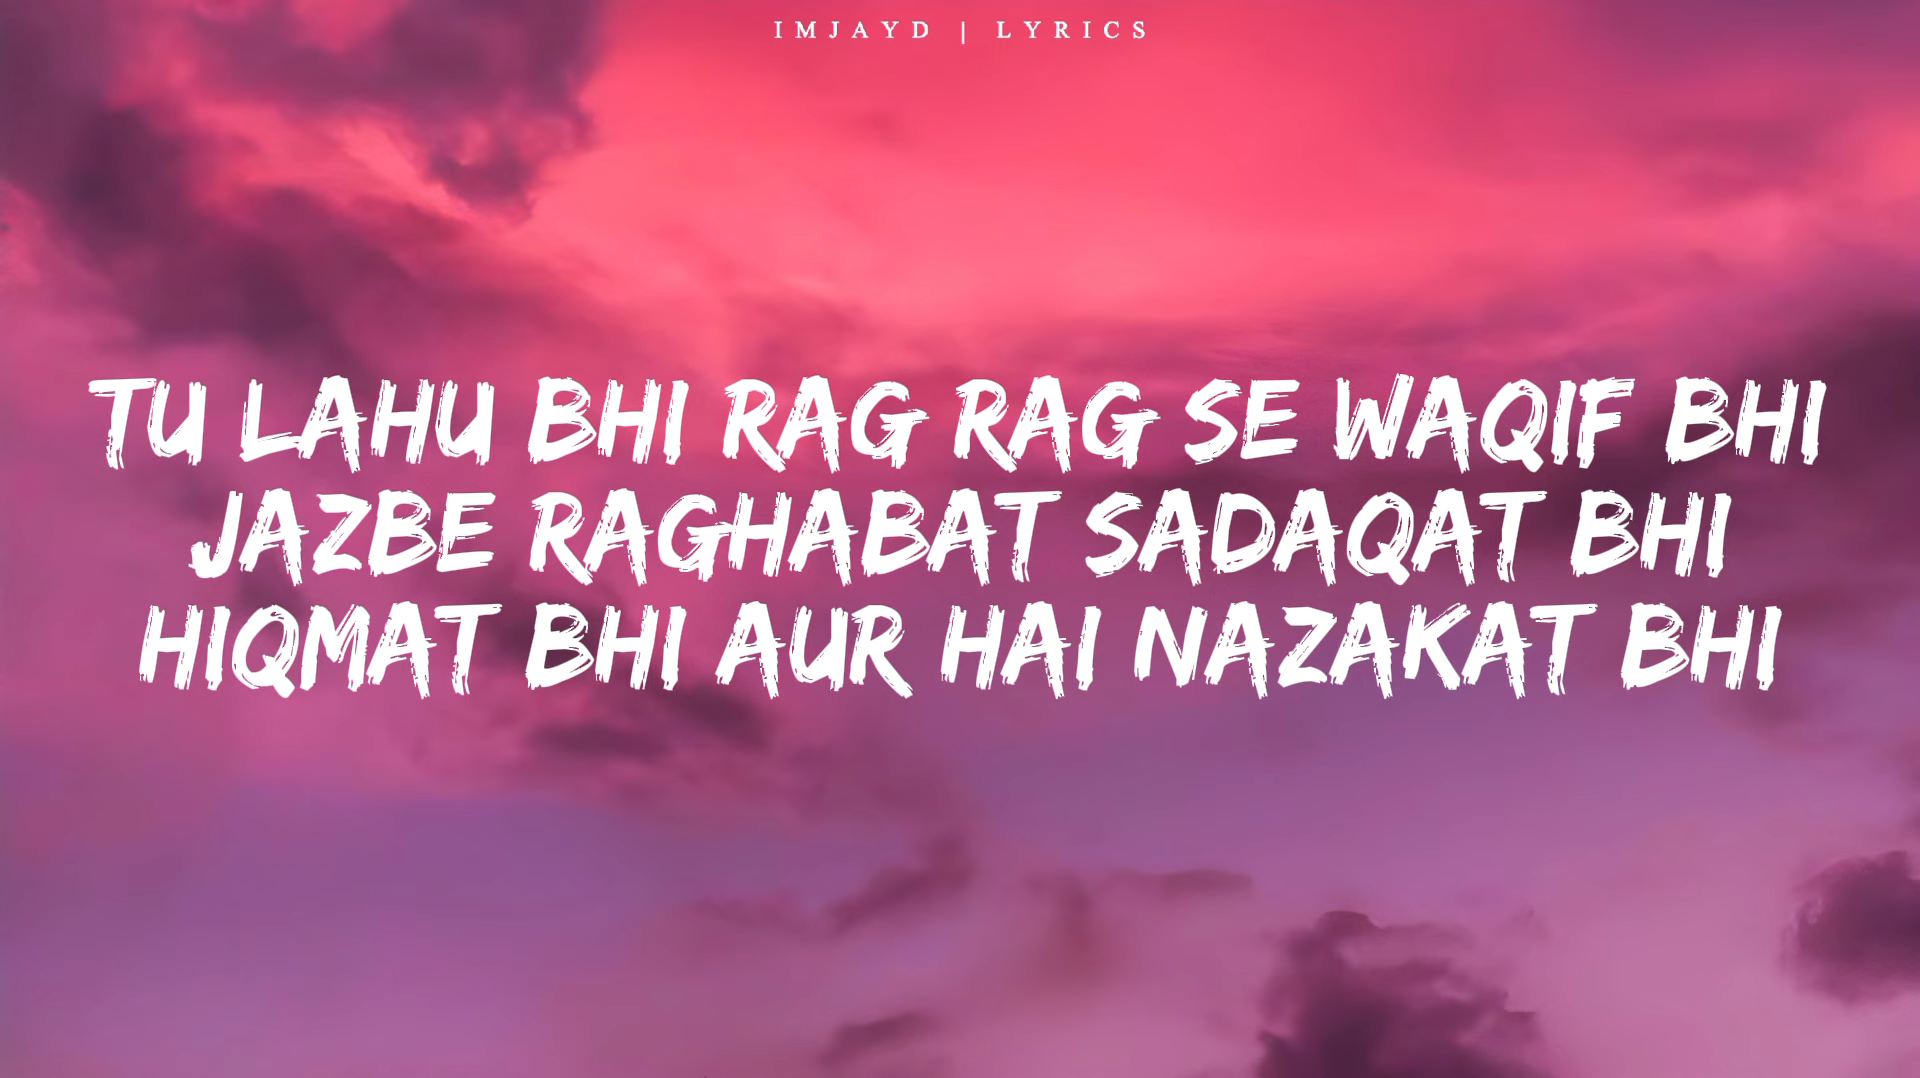 IMJAYD | LYRICS
TU LAHU BHI RAG RAG SE WAQIF BHI
JAZBE RAGHABAT SADAQAT BHI
HIQMAT BHI AUR HAI NAZAKAT BHI